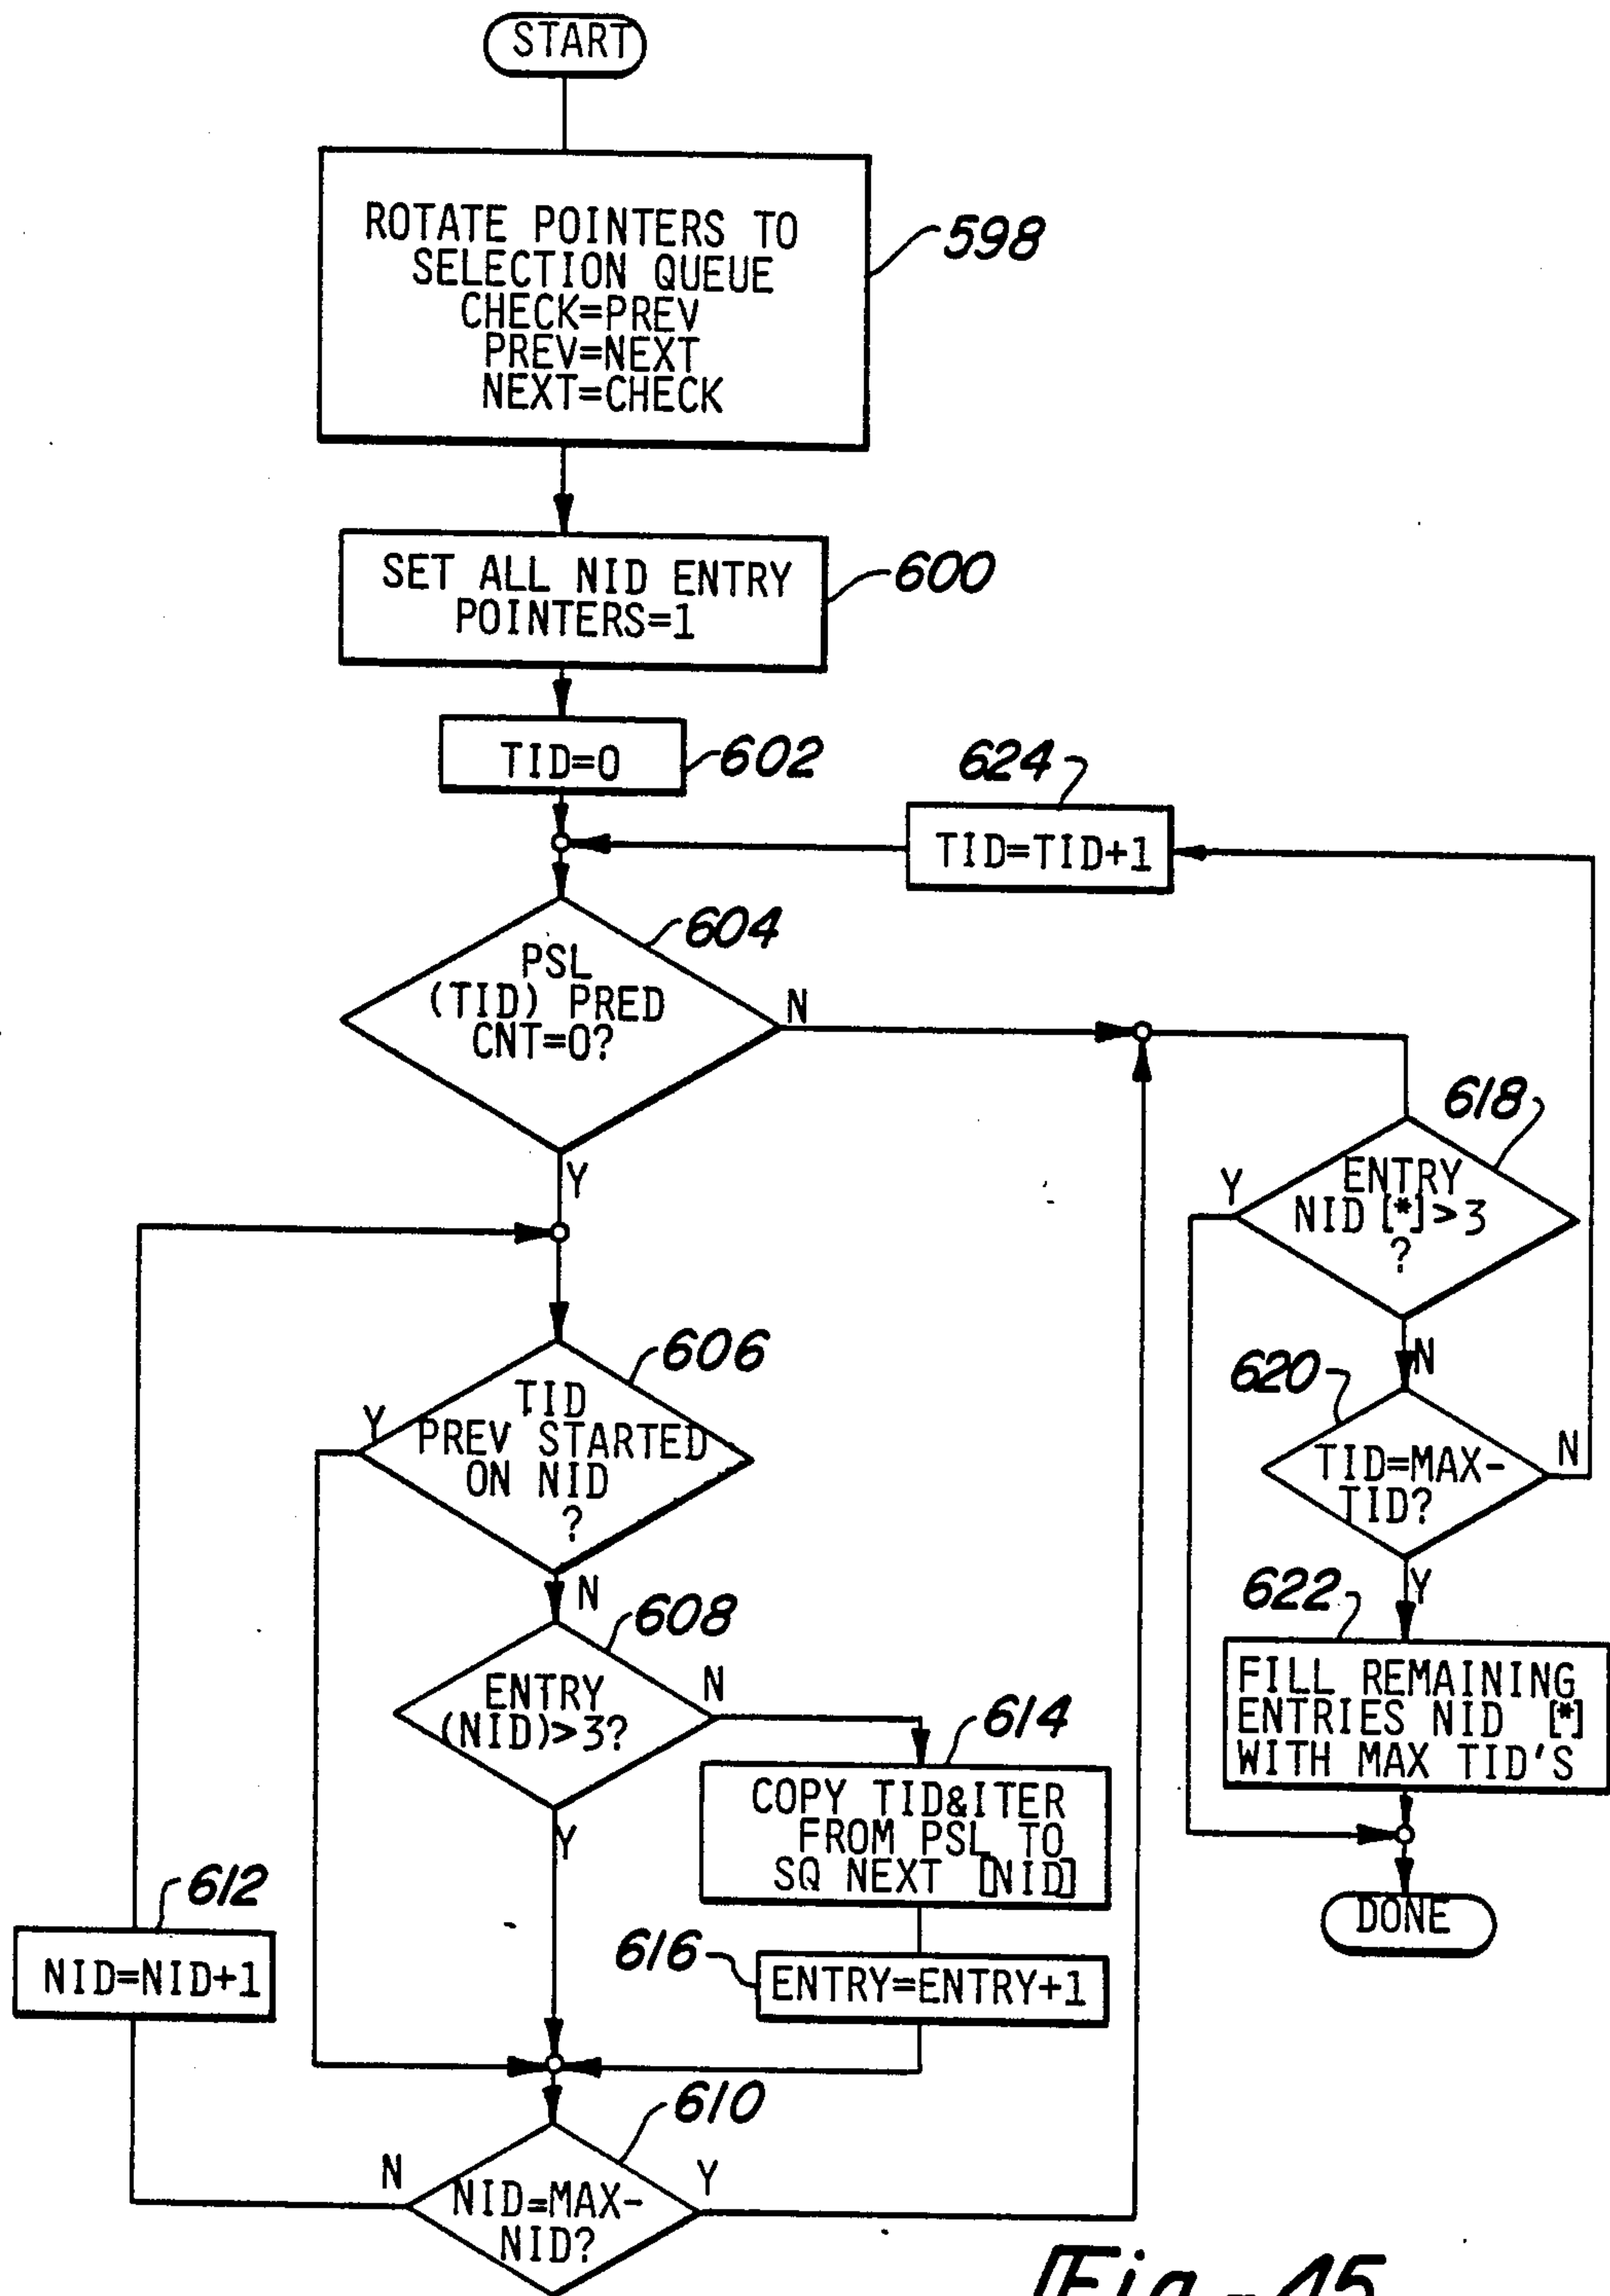 START
ROTATE POINTERS TO
SELECTION QUEUE
CHECK=PREV
PREV=NEXT
NEXT=CHECK
598
SET ALL NID ENTRY
POINTERS=1
600
TID=0
602
624
TID=TID+1
604
PSL
(TID) PRED
CNT=0?
N
Y
618
ENTRY
NID [*]>3
?
Y
N
606
TID
PREV STARTED
ON NID
?
Y
N
620
TID=MAX-
TID?
N
Y
608
ENTRY
(NID)>3?
N
Y
622
FILL REMAINING
ENTRIES NID [*]
WITH MAX TID'S
614
COPY TID&ITER
FROM PSL TO
SQ NEXT [NID]
612
NID=NID+1
616
ENTRY=ENTRY+1
DONE
610
NID=MAX-
NID?
N
Y
Fig-45